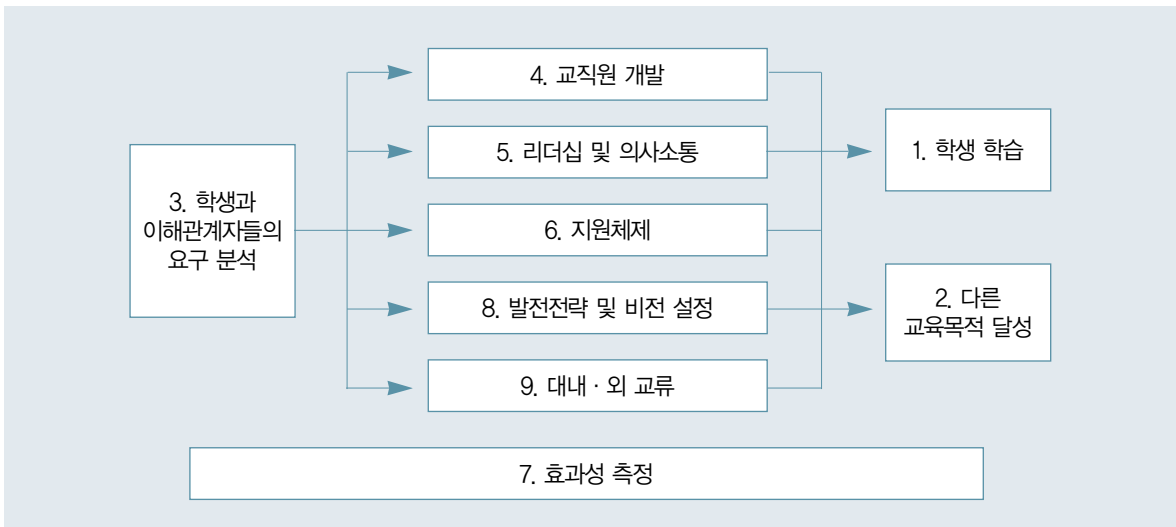 3. 학생과
이해관계자들의
요구 분석
4. 교직원 개발
5. 리더십 및 의사소통
6. 지원체제
8. 발전전략 및 비전 설정
9. 대내 · 외 교류
1. 학생 학습
2. 다른
교육목적 달성
7. 효과성 측정